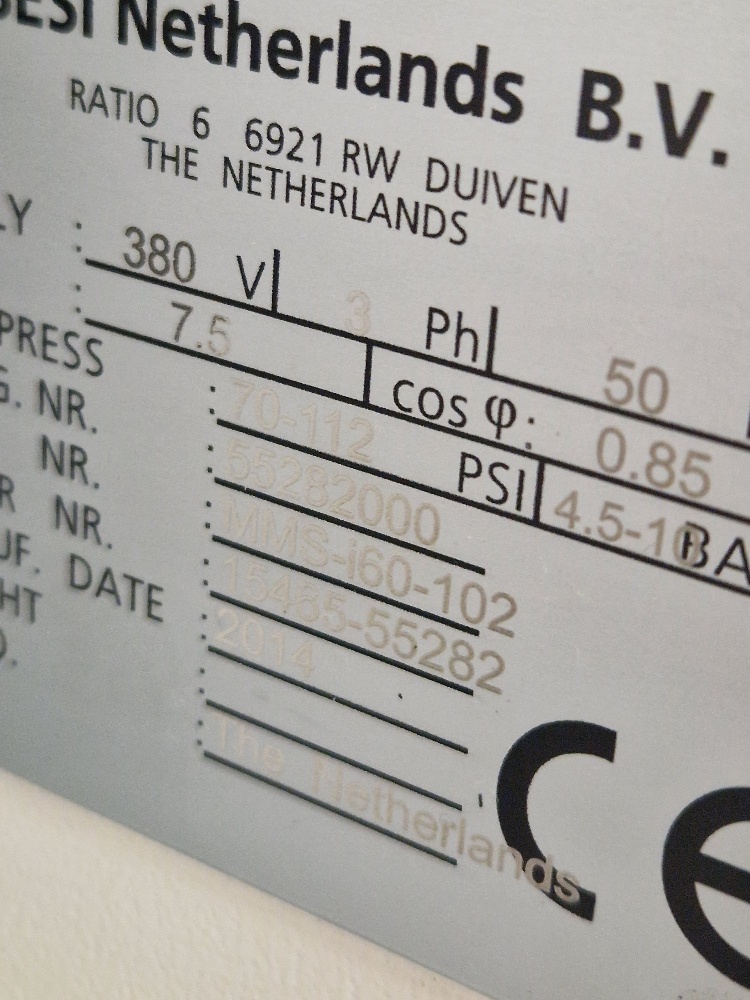 BESI Netherlands B.V.
RATIO 6 6921 RW DUIVEN
THE NETHERLANDS
LY : 380 V 3 Ph 50
: 7.5 cos φ: 0.85
PRESS : 70-112 PSI 4.5-10 BA
G. NR. : 55282000
NR. : MMS-i60-102
R NR. : 15455-55282
UF. DATE : 2014
HT :
D. : The Netherlands
CE